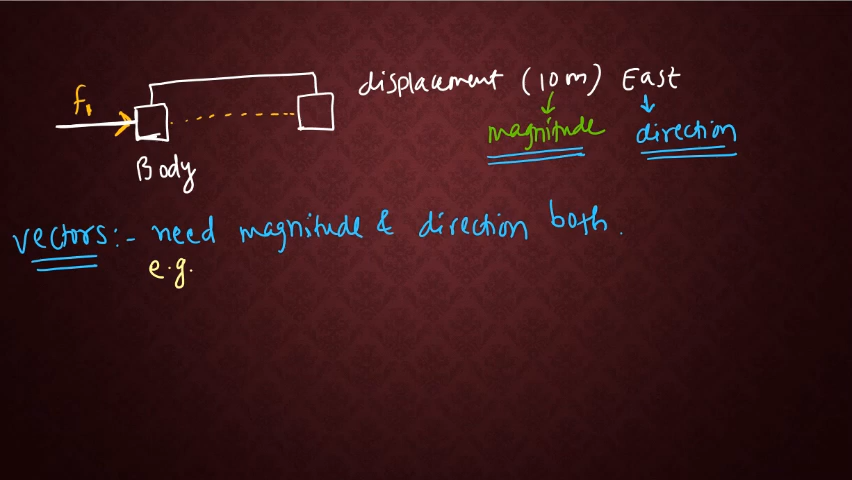 f₁
displacement (10m) East
magnitude direction
Body
vectors:- need magnitude & direction both.
e.g.